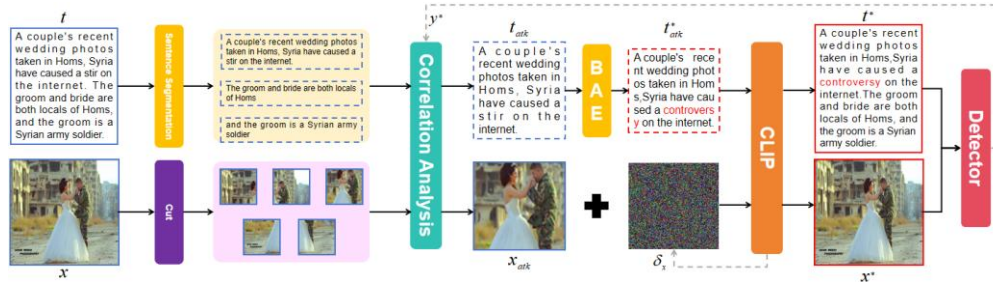 t
A couple's recent
wedding photos
taken in Homs, Syria
have caused a stir on
the internet. The
groom and bride are
both locals of Homs,
and the groom is a
Syrian army soldier.
Sentence Segmentation
A couple's recent wedding photos
taken in Homs, Syria have caused a
stir on the internet.
The groom and bride are both locals
of Homs
and the groom is a Syrian army
soldier
x
Cut
Correlation Analysis
y*
t_atk
A couple's
recent wedding
photos taken in
Homs, Syria
have caused a
stir on the
internet.
x_atk
BAE
t*_atk
A couple's rece
nt wedding phot
os taken in Hom
s,Syria have cau
sed a controvers
y on the internet.
δ_x
CLIP
t*
A couple's recent
wedding photos
taken in Homs,
Syria have caused a
controversy on the
internet.The groom
and bride are both
locals of Homs, and
the groom is a Syrian
army soldier.
x*
Detector